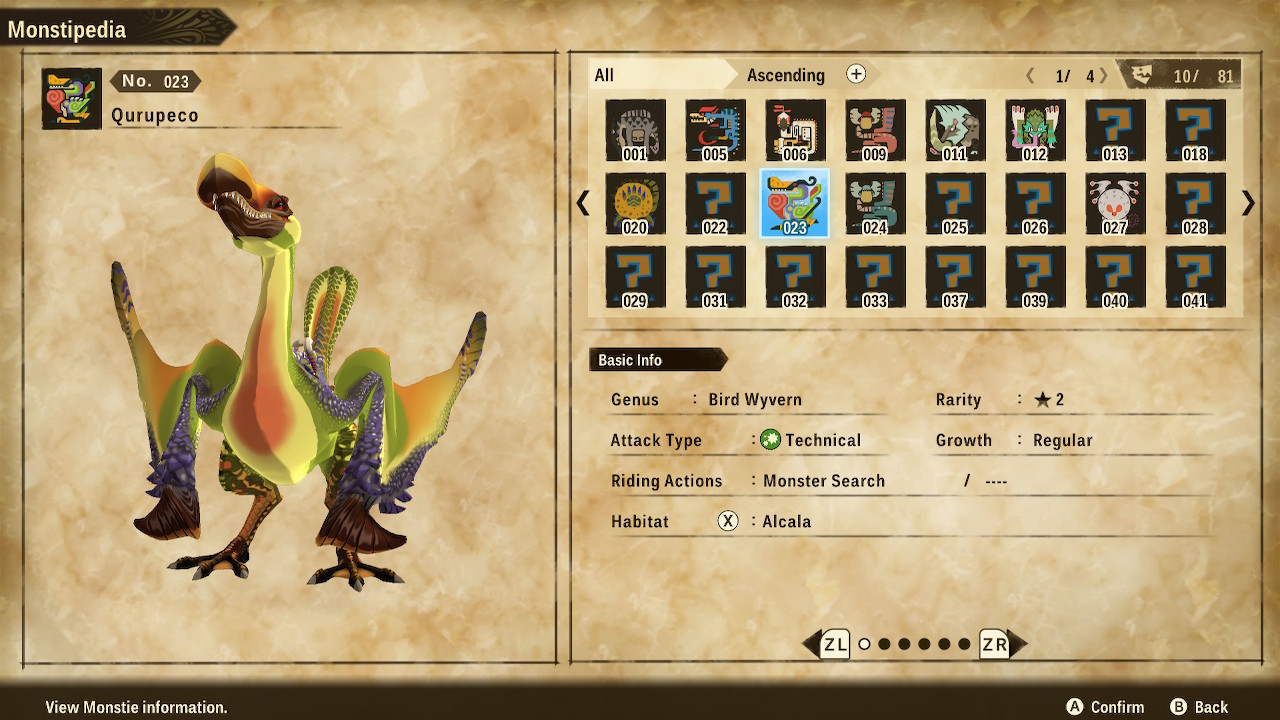 Monstipedia
No. 023
Qurupeco
All
Ascending
1/ 4
10/ 81
001 005 006 009 011 012 013 018
020 022 023 024 025 026 027 028
029 031 032 033 037 039 040 041
Basic Info
Genus : Bird Wyvern
Rarity : ★ 2
Attack Type : Technical
Growth : Regular
Riding Actions : Monster Search / ----
Habitat X : Alcala
ZL ZR
View Monstie information.
A Confirm B Back